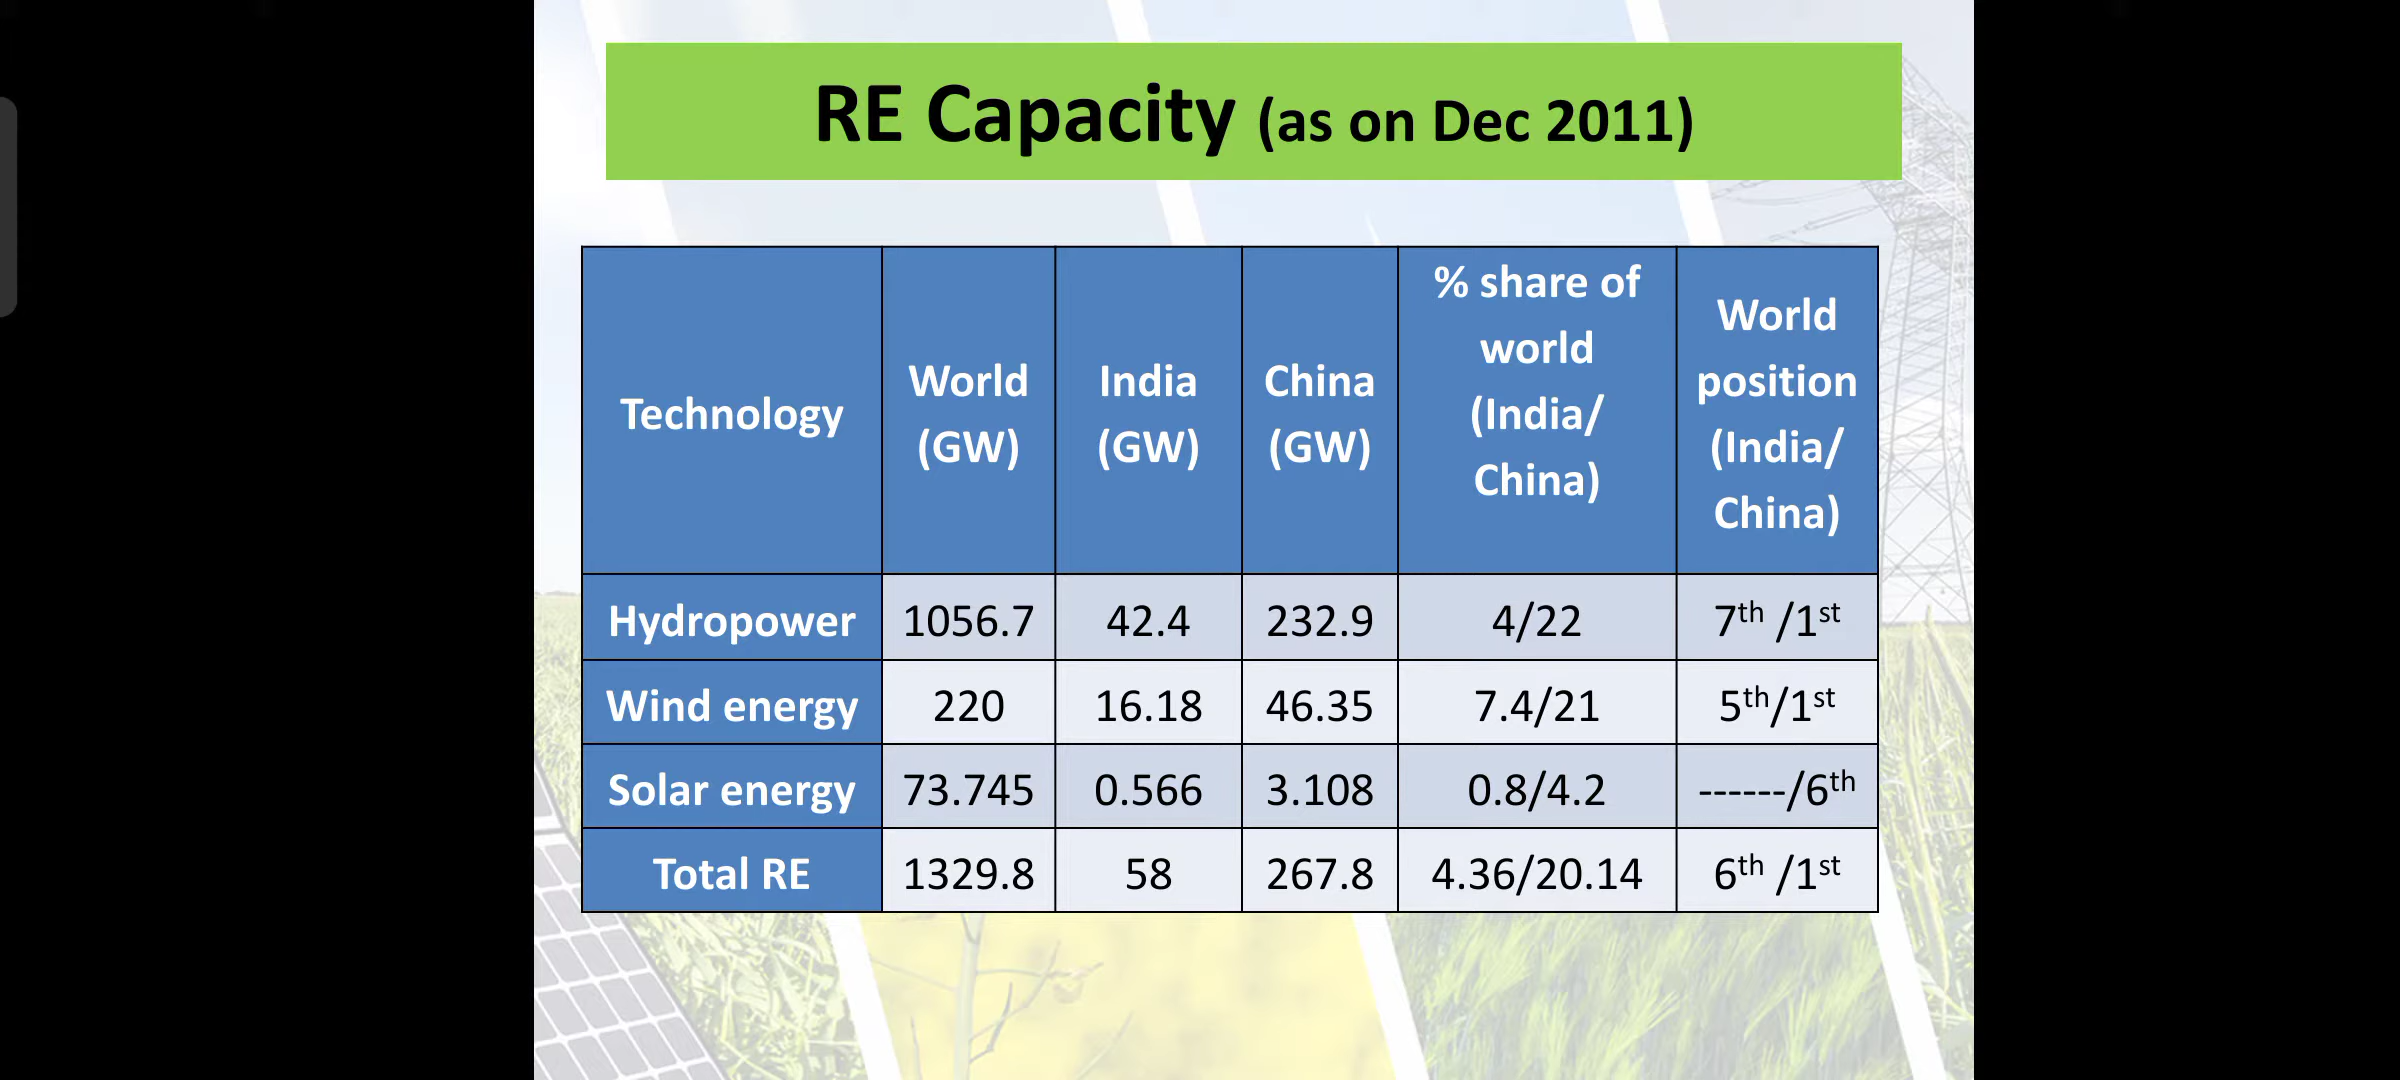 RE Capacity (as on Dec 2011)
Technology
World
(GW)
India
(GW)
China
(GW)
% share of
world
(India/
China)
World
position
(India/
China)
Hydropower 1056.7 42.4 232.9 4/22 7th /1st
Wind energy 220 16.18 46.35 7.4/21 5th/1st
Solar energy 73.745 0.566 3.108 0.8/4.2 ------/6th
Total RE 1329.8 58 267.8 4.36/20.14 6th /1st